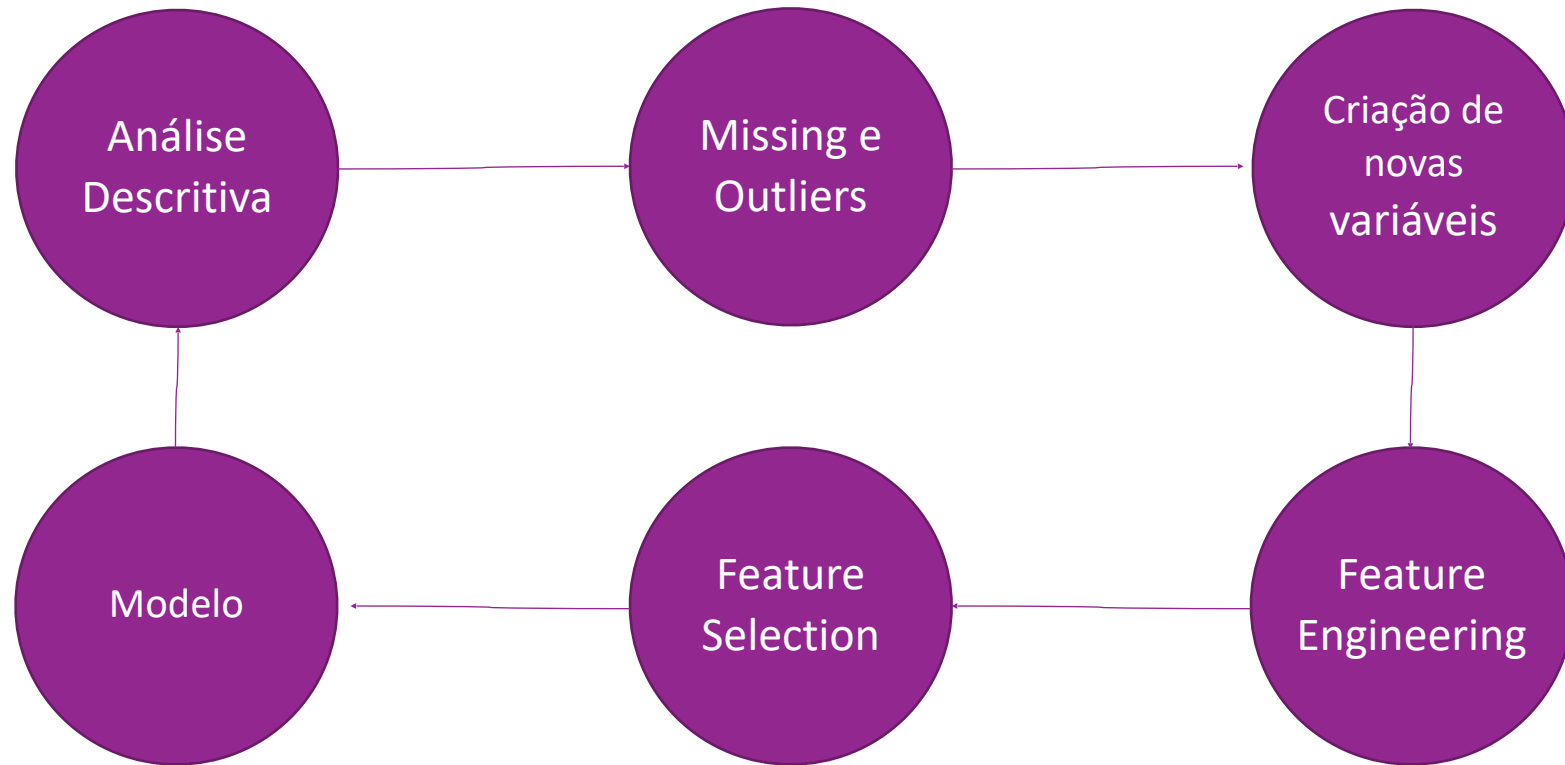 Análise
Descritiva
Missing e
Outliers
Criação de
novas
variáveis
Modelo
Feature
Selection
Feature
Engineering